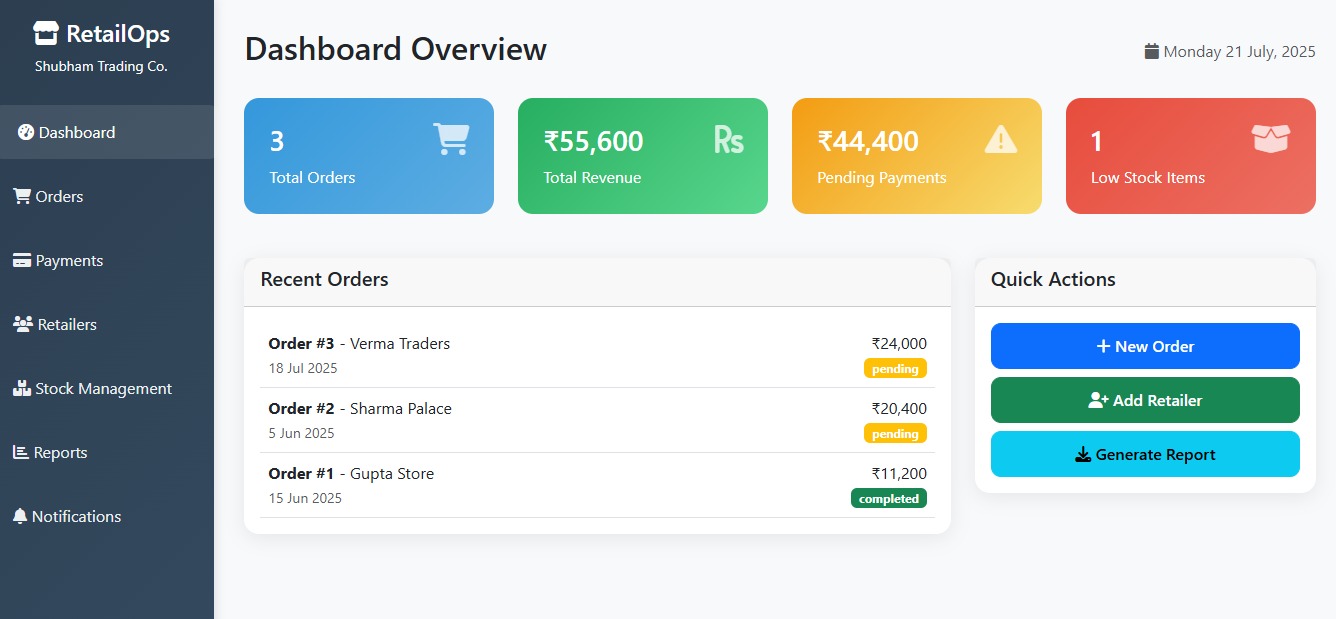 RetailOps
Shubham Trading Co.
Dashboard
Orders
Payments
Retailers
Stock Management
Reports
Notifications
Dashboard Overview
Monday 21 July, 2025
3
Total Orders
₹55,600
Rs
Total Revenue
₹44,400
Pending Payments
1
Low Stock Items
Recent Orders
Order #3 - Verma Traders
₹24,000
18 Jul 2025
pending
Order #2 - Sharma Palace
₹20,400
5 Jun 2025
pending
Order #1 - Gupta Store
₹11,200
15 Jun 2025
completed
Quick Actions
+ New Order
Add Retailer
Generate Report